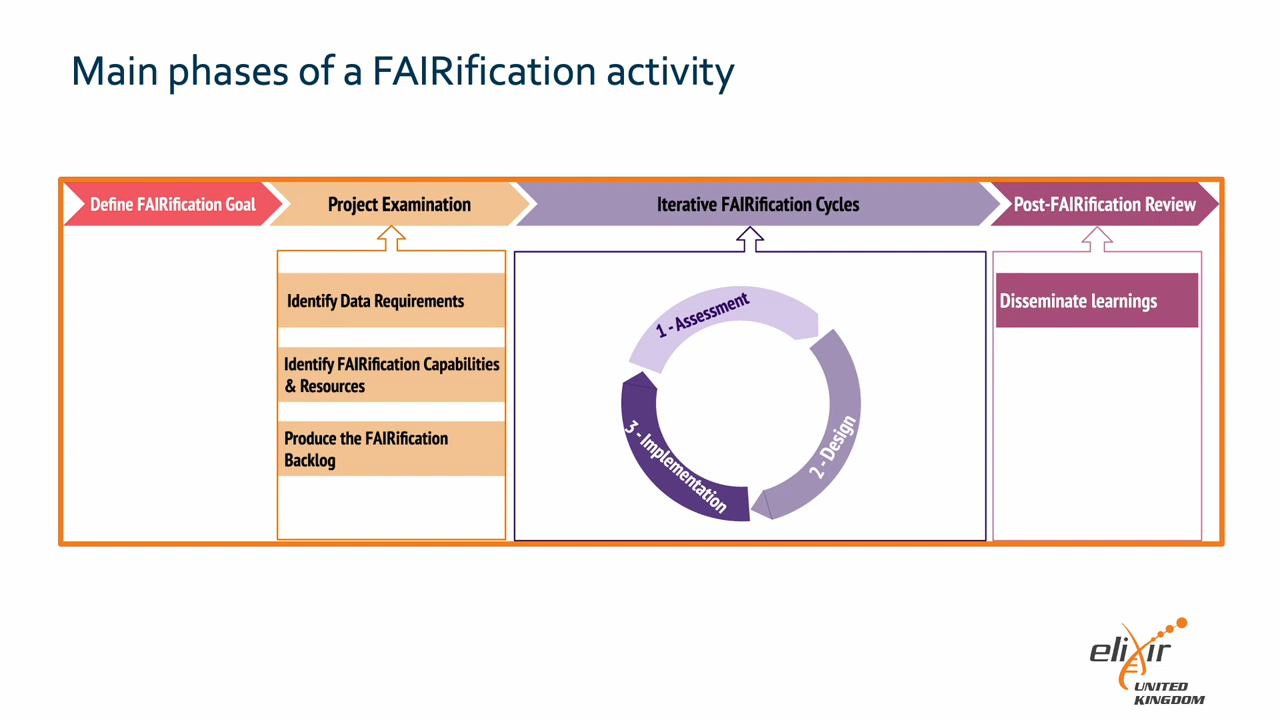 Main phases of a FAIRification activity
Define FAIRification Goal
Project Examination
Iterative FAIRification Cycles
Post-FAIRification Review
Identify Data Requirements
Identify FAIRification Capabilities
& Resources
Produce the FAIRification
Backlog
1 - Assessment
2 - Design
3 - Implementation
Disseminate learnings
elixir
UNITED
KINGDOM